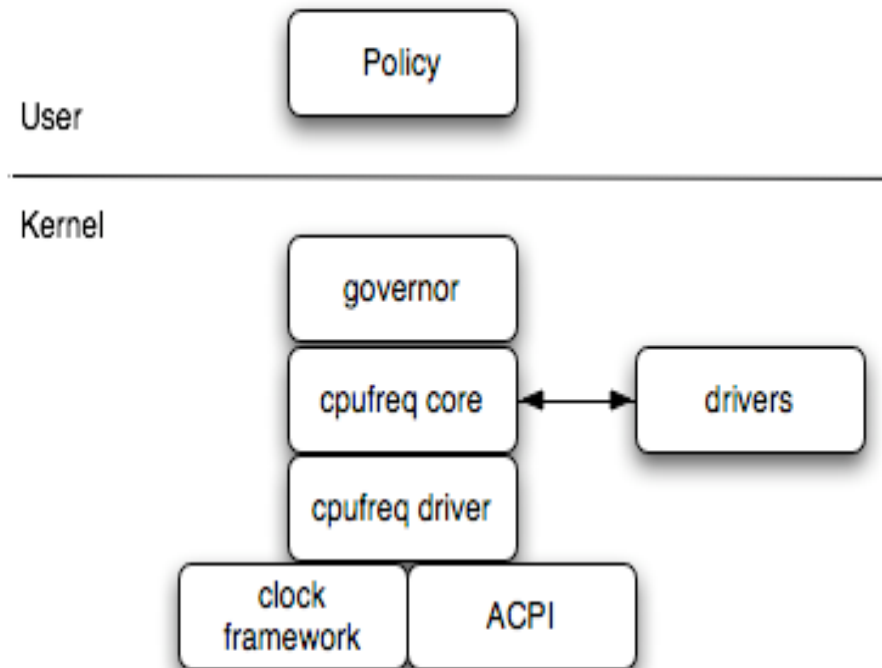 Policy
User
Kernel
governor
cpufreq core
drivers
cpufreq driver
clock
framework
ACPI